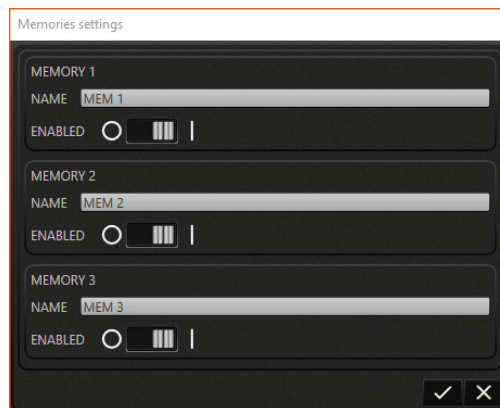 Memories settings
MEMORY 1
NAME MEM 1
ENABLED
MEMORY 2
NAME MEM 2
ENABLED
MEMORY 3
NAME MEM 3
ENABLED